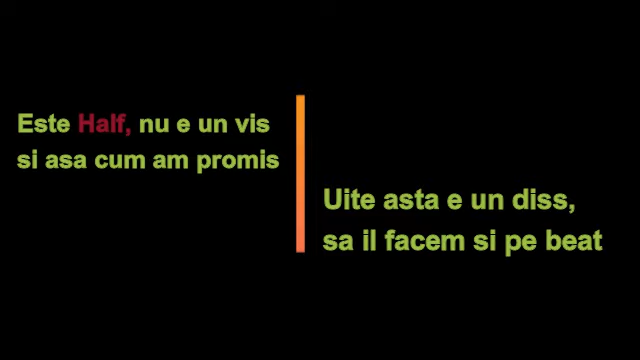 Este Half, nu e un vis
si asa cum am promis
Uite asta e un diss,
sa il facem si pe beat